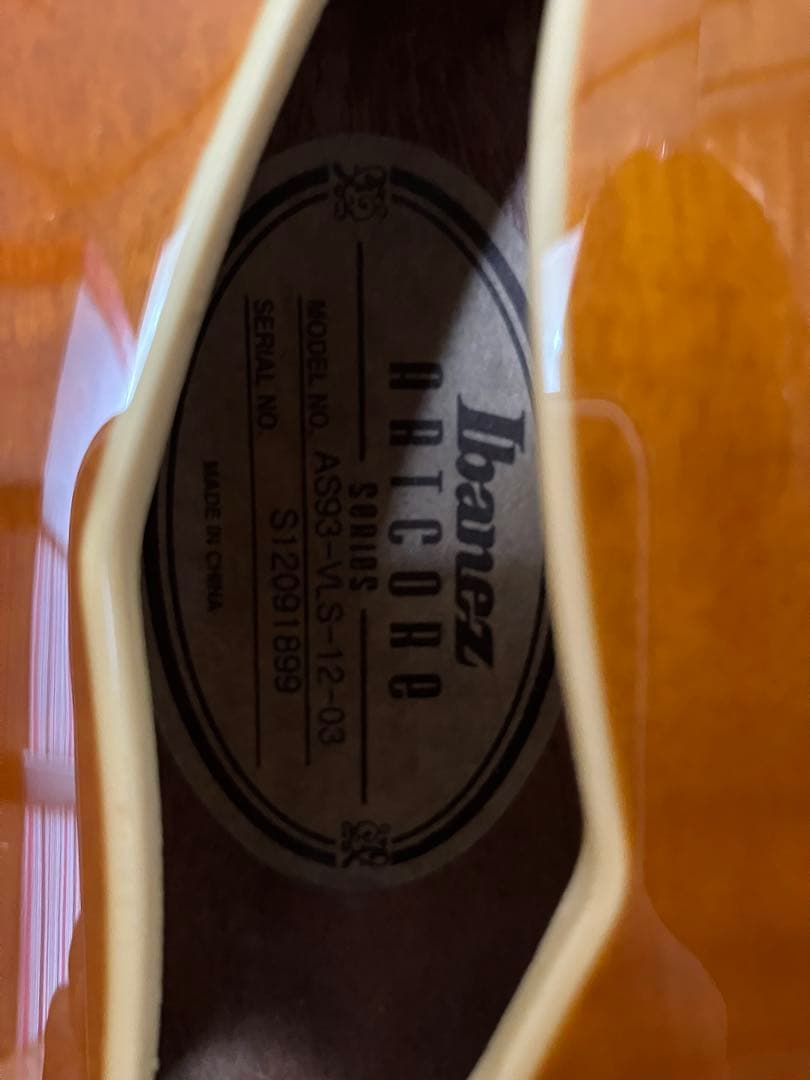 Ibanez
ARTCORE
SERIES
MODEL NO. AS93-VLS-12-03
SERIAL NO. S12091899
MADE IN CHINA